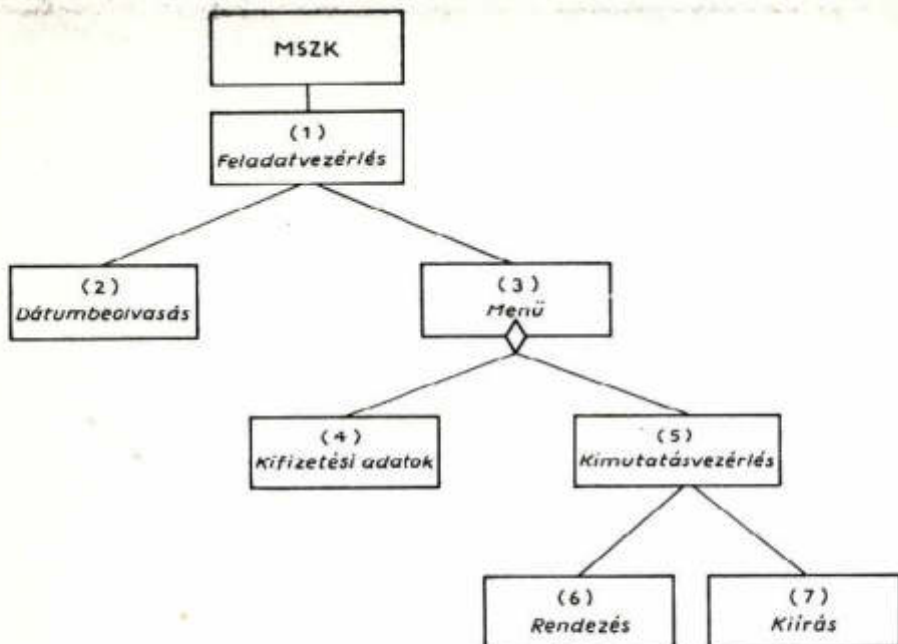 MSZK
(1)
Feladatvezérlés
(2)
Dátumbeolvasás
(3)
Menü
(4)
Kifizetési adatok
(5)
Kimutatásvezérlés
(6)
Rendezés
(7)
Kiírás